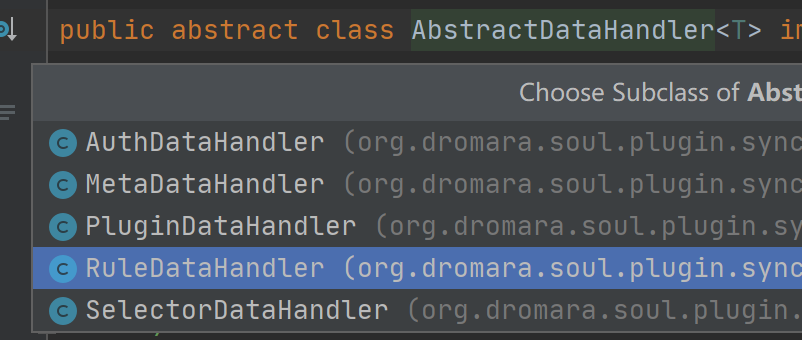 public abstract class AbstractDataHandler<T> im
Choose Subclass of Abst
AuthDataHandler (org.dromara.soul.plugin.sync
MetaDataHandler (org.dromara.soul.plugin.sync
PluginDataHandler (org.dromara.soul.plugin.sy
RuleDataHandler (org.dromara.soul.plugin.sync
SelectorDataHandler (org.dromara.soul.plugin.